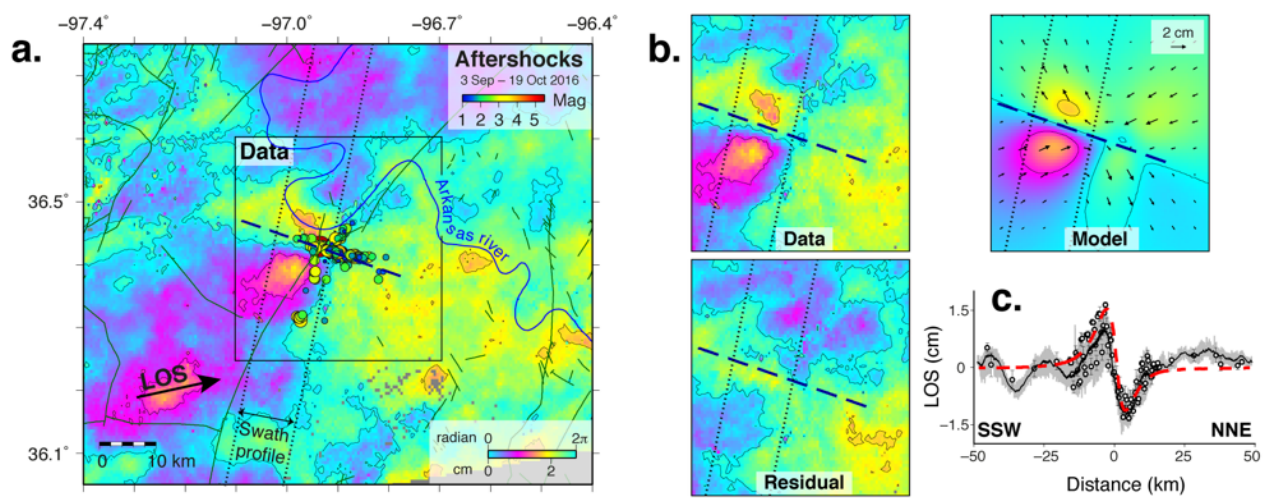 −97.4˚ −97.0˚ −96.7˚ −96.4˚
a.
Aftershocks
3 Sep – 19 Oct 2016
Mag
1 2 3 4 5
Data
36.5˚
Arkansas river
LOS
Swath
profile
36.1˚
0 10 km
radian 0 2π
cm 0 2
b.
Data
2 cm
Model
Residual
c.
LOS (cm)
1.5
0
−1.5
SSW NNE
−50 −25 0 25 50
Distance (km)